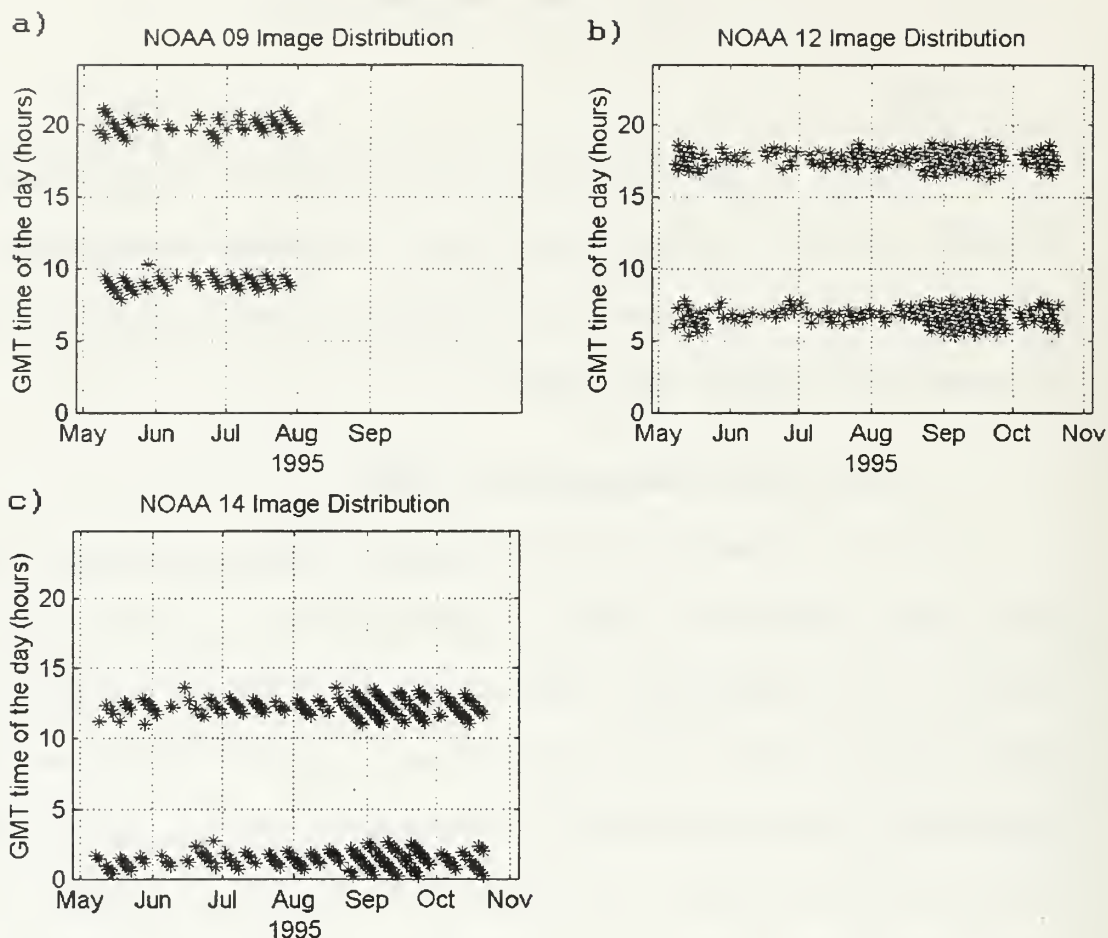 a)
NOAA 09 Image Distribution
GMT time of the day (hours)
20
15
10
5
0
May Jun Jul Aug Sep
1995
b)
NOAA 12 Image Distribution
GMT time of the day (hours)
20
15
10
5
0
May Jun Jul Aug Sep Oct Nov
1995
c)
NOAA 14 Image Distribution
GMT time of the day (hours)
20
15
10
5
0
May Jun Jul Aug Sep Oct Nov
1995